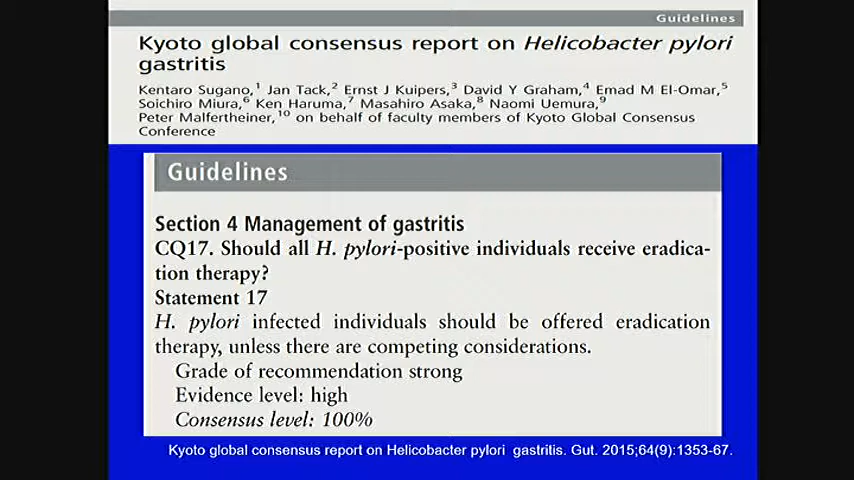 Guidelines
Kyoto global consensus report on Helicobacter pylori
gastritis
Kentaro Sugano,1 Jan Tack,2 Ernst J Kuipers,3 David Y Graham,4 Emad M El-Omar,5
Soichiro Miura,6 Ken Haruma,7 Masahiro Asaka,8 Naomi Uemura,9
Peter Malfertheiner,10 on behalf of faculty members of Kyoto Global Consensus
Conference
Guidelines
Section 4 Management of gastritis
CQ17. Should all H. pylori-positive individuals receive eradica-
tion therapy?
Statement 17
H. pylori infected individuals should be offered eradication
therapy, unless there are competing considerations.
Grade of recommendation strong
Evidence level: high
Consensus level: 100%
Kyoto global consensus report on Helicobacter pylori gastritis. Gut. 2015;64(9):1353-67.